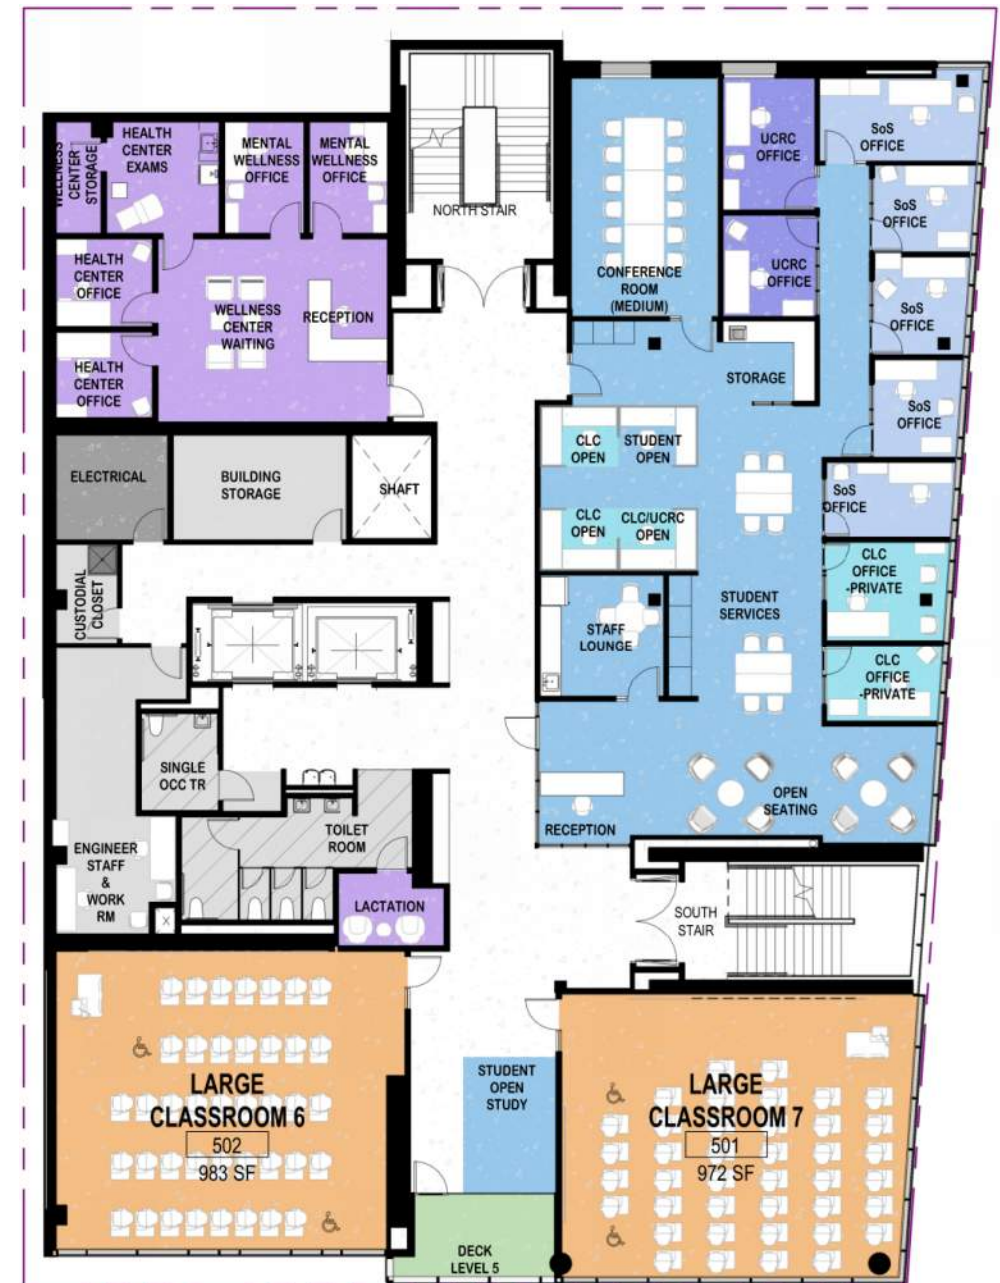 WELLNESS
CENTER
STORAGE
HEALTH
CENTER
EXAMS
MENTAL
WELLNESS
OFFICE
MENTAL
WELLNESS
OFFICE
NORTH STAIR
UCRC
OFFICE
SoS
OFFICE
SoS
OFFICE
HEALTH
CENTER
OFFICE
WELLNESS
CENTER
WAITING
RECEPTION
CONFERENCE
ROOM
(MEDIUM)
UCRC
OFFICE
SoS
OFFICE
HEALTH
CENTER
OFFICE
STORAGE
SoS
OFFICE
ELECTRICAL
BUILDING
STORAGE
SHAFT
CLC
OPEN
STUDENT
OPEN
SoS
OFFICE
CLC
OPEN
CLC/UCRC
OPEN
CUSTODIAL
CLOSET
CLC
OFFICE
-PRIVATE
STAFF
LOUNGE
STUDENT
SERVICES
CLC
OFFICE
-PRIVATE
SINGLE
OCC TR
OPEN
SEATING
RECEPTION
TOILET
ROOM
ENGINEER
STAFF
&
WORK
RM
LACTATION
SOUTH
STAIR
LARGE
CLASSROOM 6
502
983 SF
STUDENT
OPEN
STUDY
LARGE
CLASSROOM 7
501
972 SF
DECK
LEVEL 5